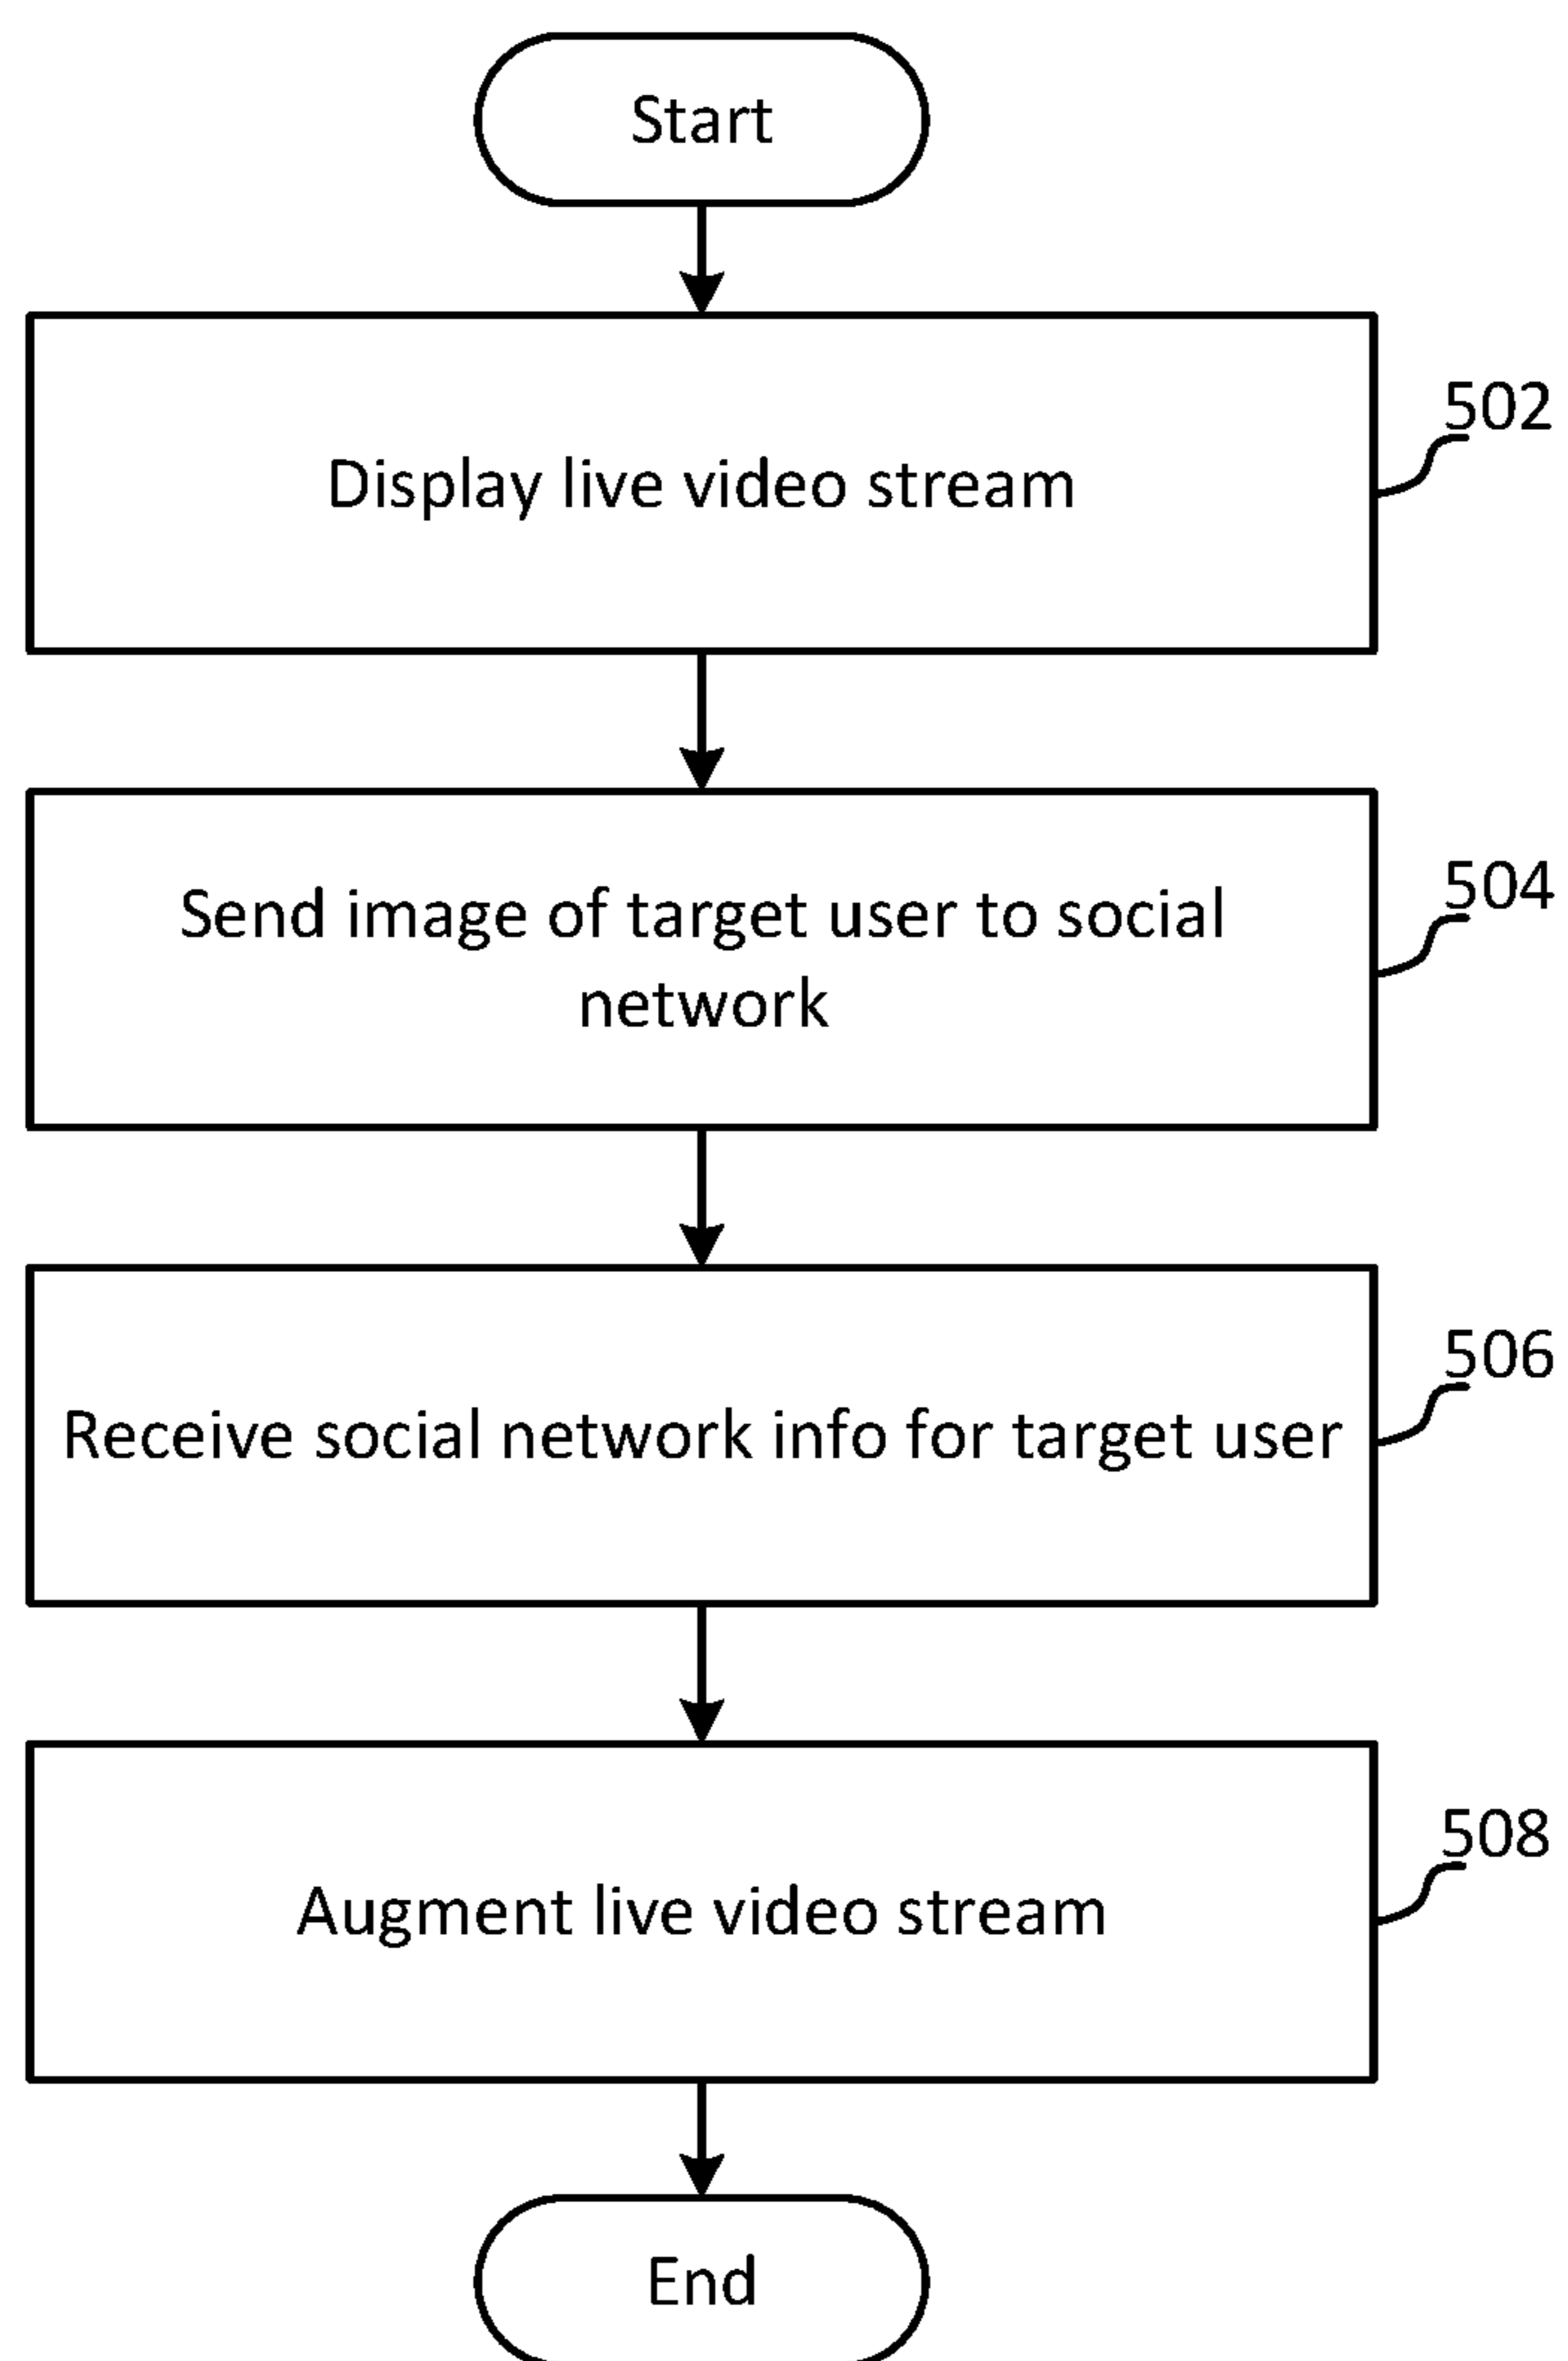 Start
Display live video stream
502
Send image of target user to social
network
504
Receive social network info for target user
506
Augment live video stream
508
End